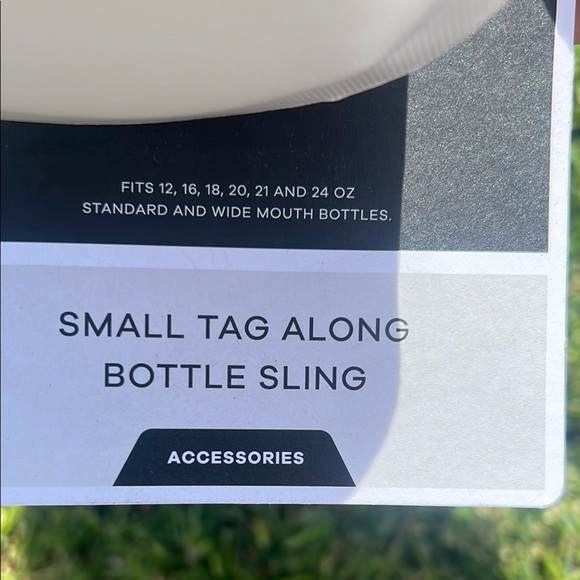 FITS 12, 16, 18, 20, 21 AND 24 OZ
STANDARD AND WIDE MOUTH BOTTLES.
SMALL TAG ALONG
BOTTLE SLING
ACCESSORIES